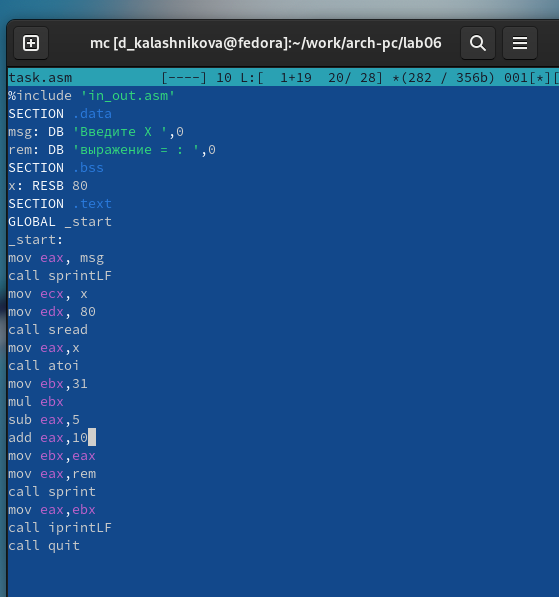 mc [d_kalashnikova@fedora]:~/work/arch-pc/lab06
task.asm [----] 10 L:[ 1+19 20/ 28] *(282 / 356b) 001[*][
%include 'in_out.asm'
SECTION .data
msg: DB 'Введите X ',0
rem: DB 'выражение = : ',0
SECTION .bss
x: RESB 80
SECTION .text
GLOBAL _start
_start:
mov eax, msg
call sprintLF
mov ecx, x
mov edx, 80
call sread
mov eax,x
call atoi
mov ebx,31
mul ebx
sub eax,5
add eax,10
mov ebx,eax
mov eax,rem
call sprint
mov eax,ebx
call iprintLF
call quit